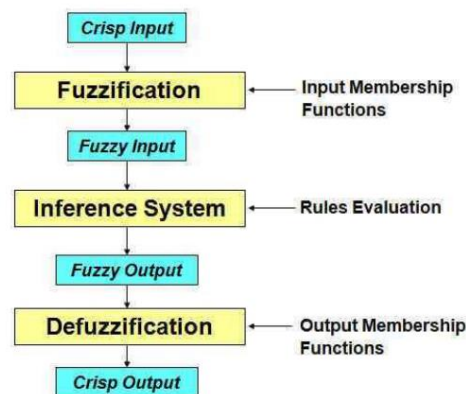 Crisp Input
Fuzzification
Input Membership
Functions
Fuzzy Input
Inference System
Rules Evaluation
Fuzzy Output
Defuzzification
Output Membership
Functions
Crisp Output